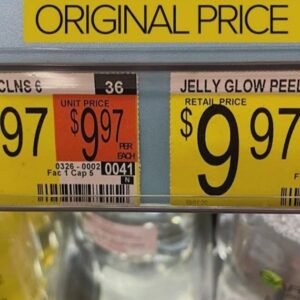 ORIGINAL PRICE
CLNS 6 36
97
UNIT PRICE
$9 97
PER
EACH
0326 - 0002
Fac 1 Cap 5 0041
N
JELLY GLOW PEEL
RETAIL PRICE
$9 97
F